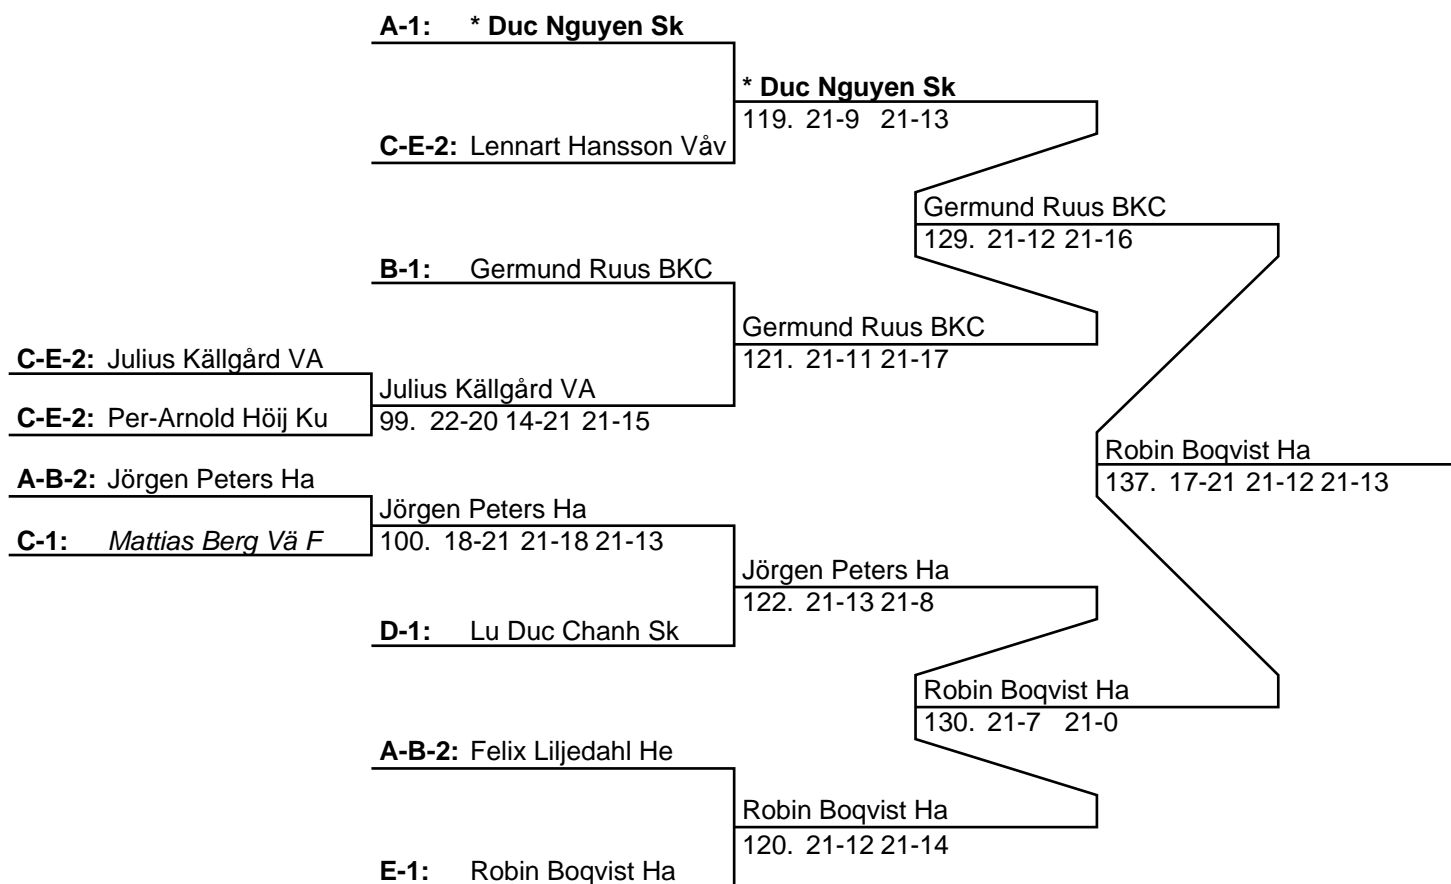 A-1: * Duc Nguyen Sk
* Duc Nguyen Sk
119. 21-9 21-13
C-E-2: Lennart Hansson Våv
Germund Ruus BKC
129. 21-12 21-16
B-1: Germund Ruus BKC
Germund Ruus BKC
121. 21-11 21-17
C-E-2: Julius Källgård VA
Julius Källgård VA
99. 22-20 14-21 21-15
C-E-2: Per-Arnold Höij Ku
Robin Boqvist Ha
137. 17-21 21-12 21-13
A-B-2: Jörgen Peters Ha
Jörgen Peters Ha
100. 18-21 21-18 21-13
C-1: Mattias Berg Vä F
Jörgen Peters Ha
122. 21-13 21-8
D-1: Lu Duc Chanh Sk
Robin Boqvist Ha
130. 21-7 21-0
A-B-2: Felix Liljedahl He
Robin Boqvist Ha
120. 21-12 21-14
E-1: Robin Boqvist Ha